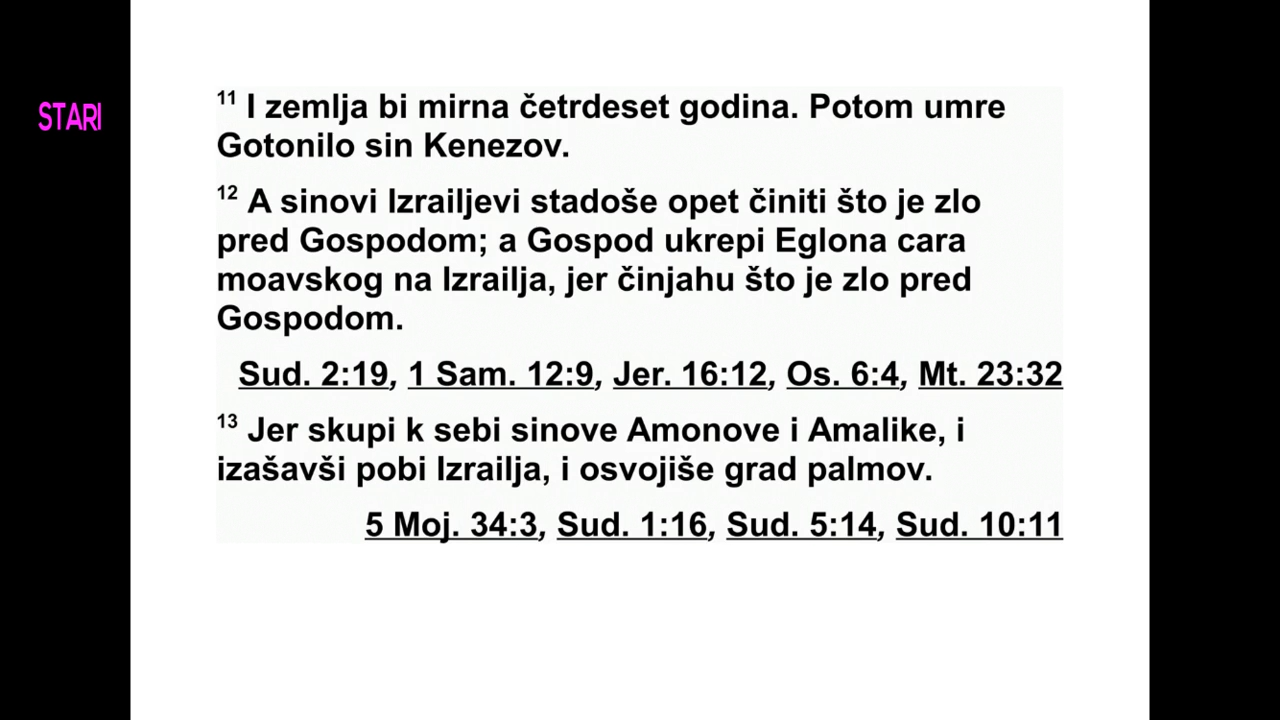 STARI
11 I zemlja bi mirna četrdeset godina. Potom umre
Gotonilo sin Kenezov.
12 A sinovi Izrailjevi stadoše opet činiti što je zlo
pred Gospodom; a Gospod ukrepi Eglona cara
moavskog na Izrailja, jer činjahu što je zlo pred
Gospodom.
Sud. 2:19, 1 Sam. 12:9, Jer. 16:12, Os. 6:4, Mt. 23:32
13 Jer skupi k sebi sinove Amonove i Amalike, i
izašavši pobi Izrailja, i osvojiše grad palmov.
5 Moj. 34:3, Sud. 1:16, Sud. 5:14, Sud. 10:11